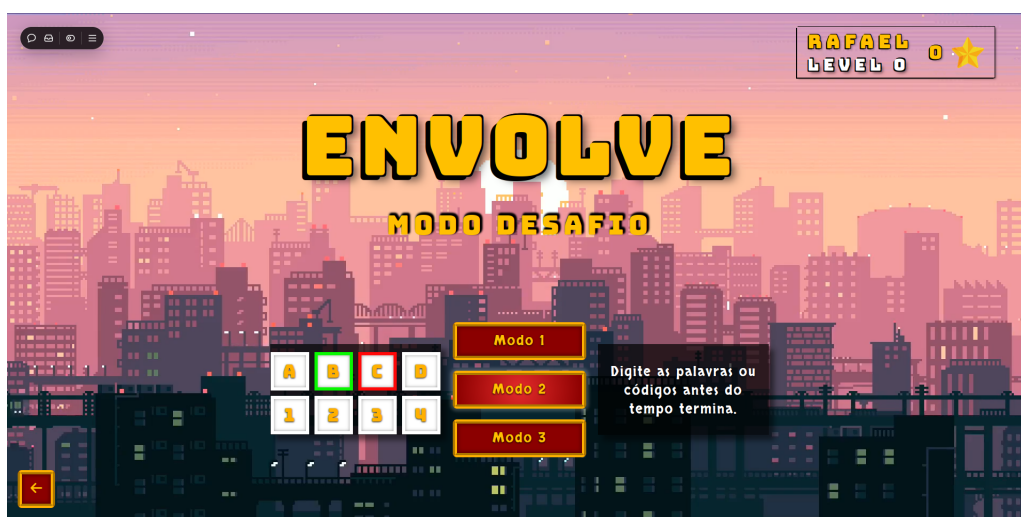 RAFAEL
LEVEL 0
0
ENVOLVE
MODO DESAFIO
A B C D
1 2 3 4
Modo 1
Modo 2
Modo 3
Digite as palavras ou
códigos antes do
tempo termina.